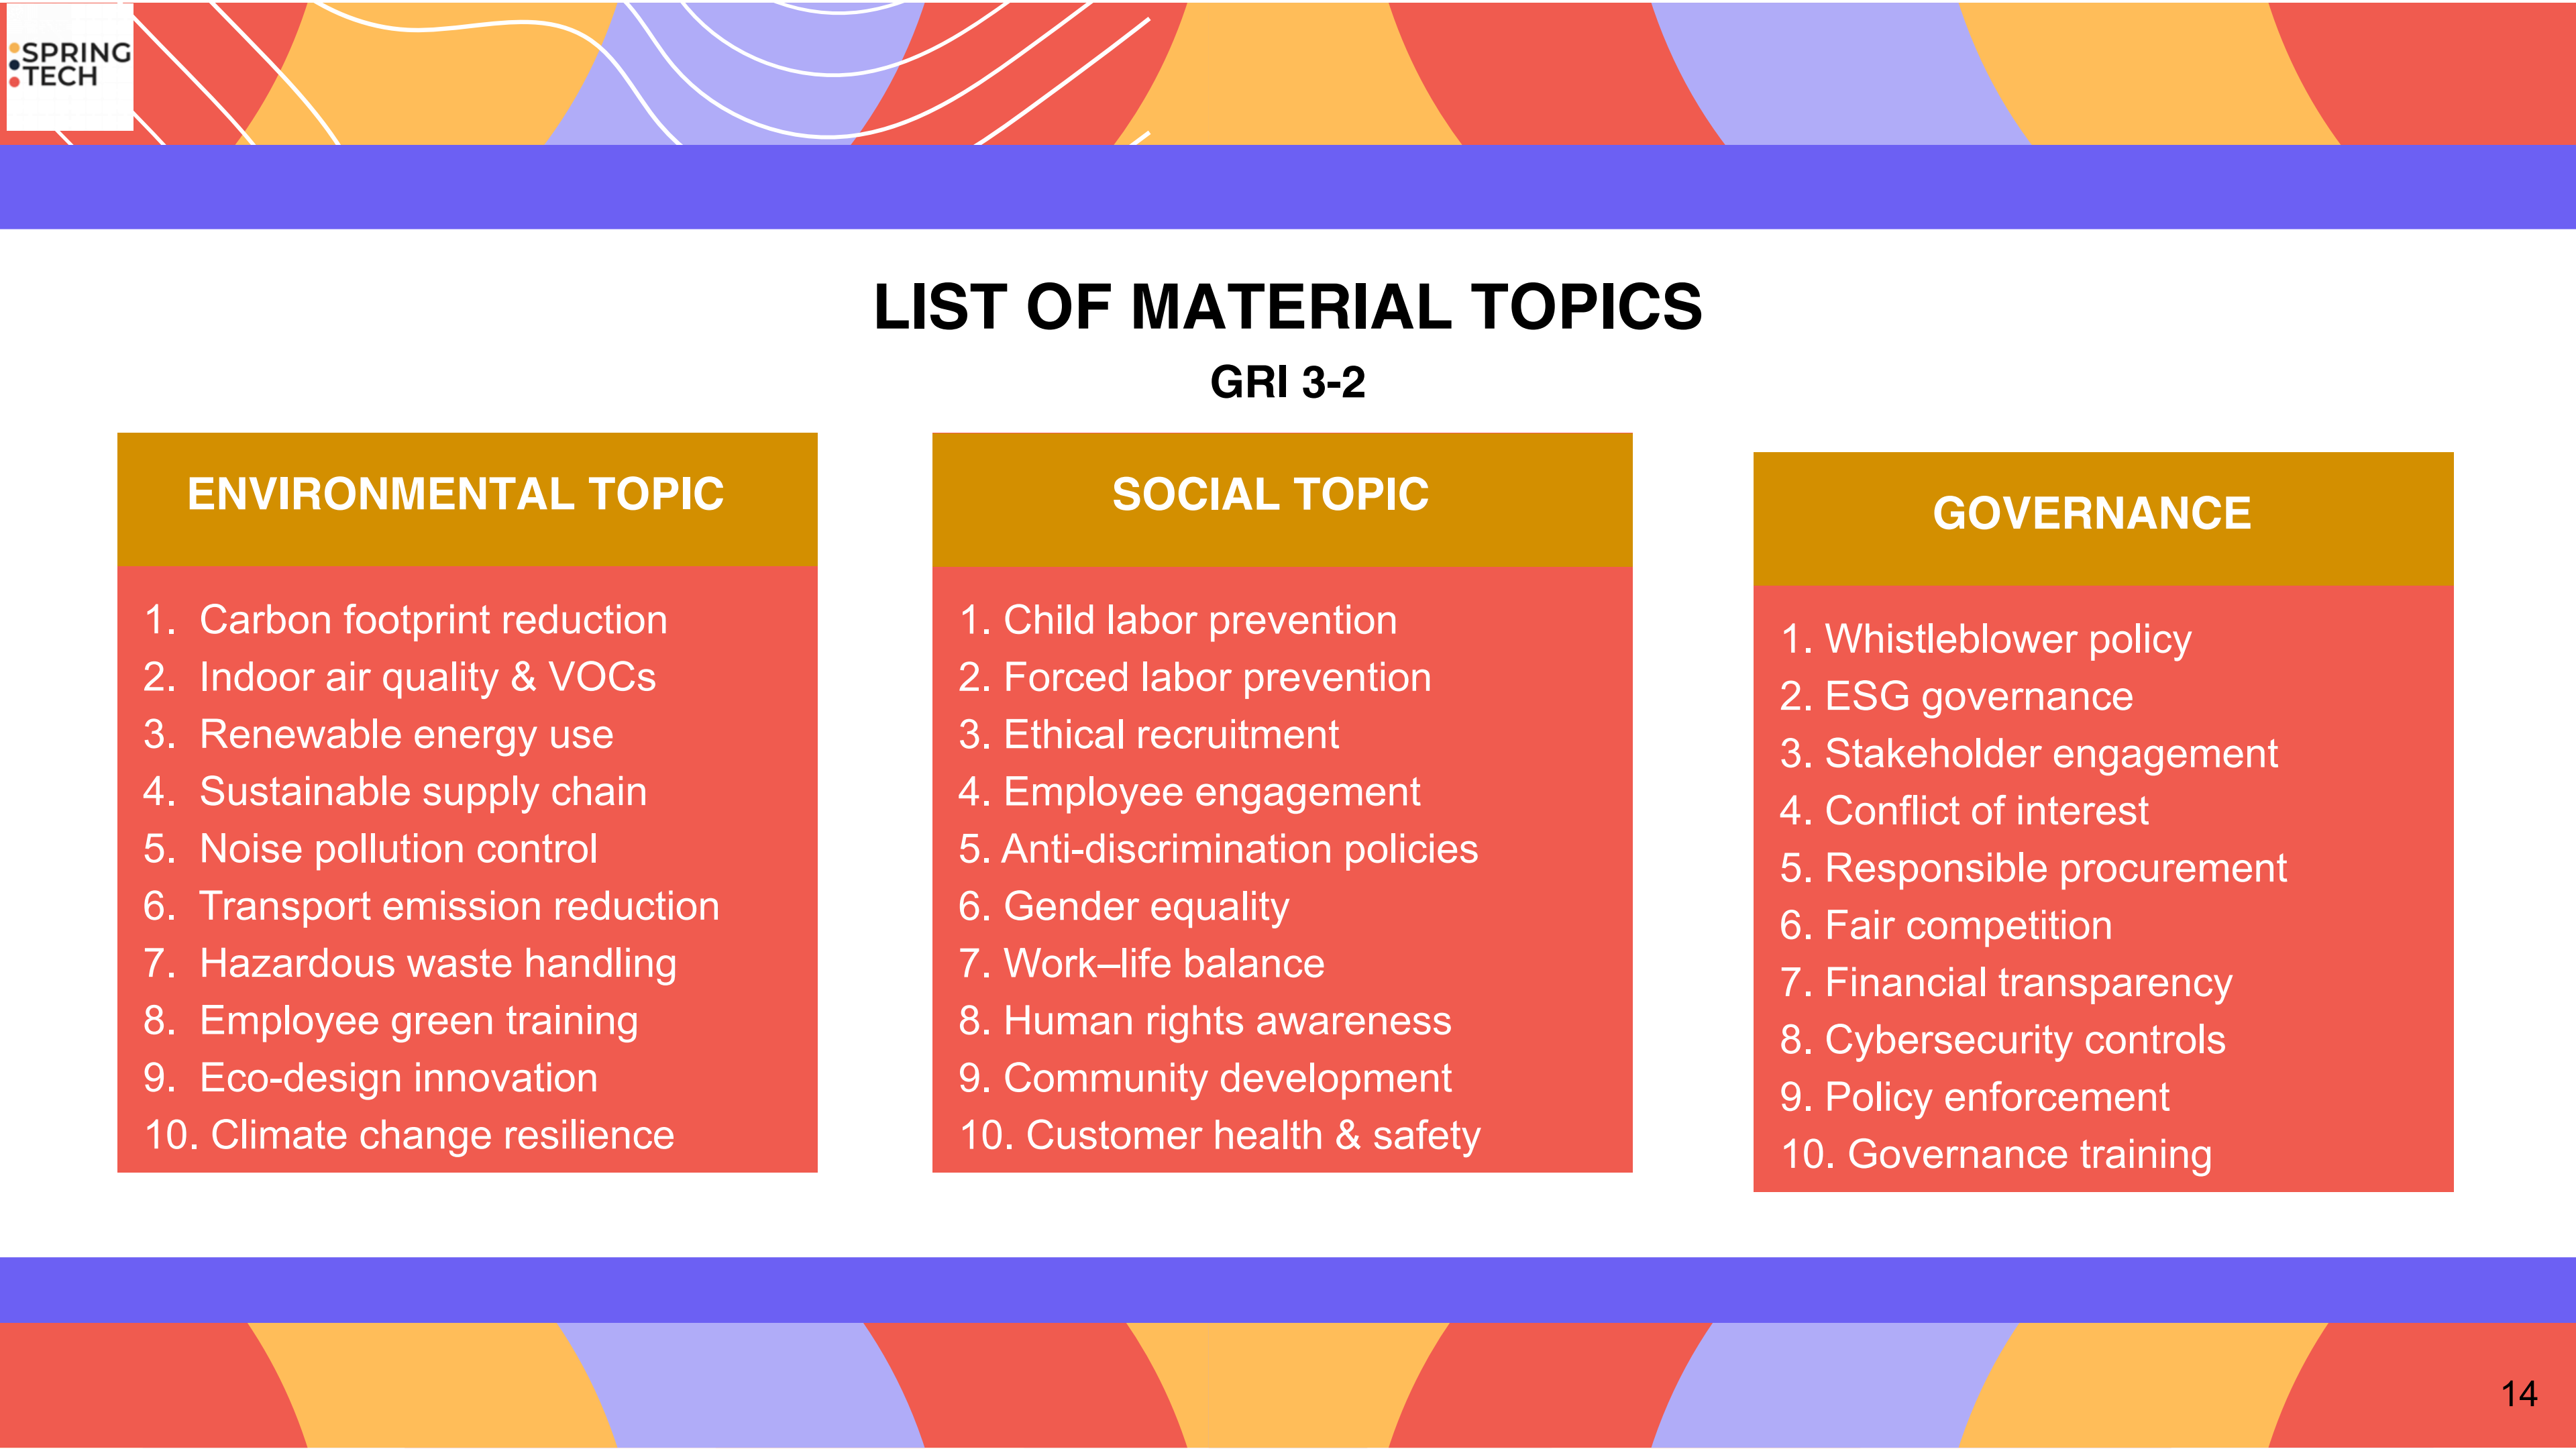 SPRING
TECH
LIST OF MATERIAL TOPICS
GRI 3-2
ENVIRONMENTAL TOPIC
1. Carbon footprint reduction
2. Indoor air quality & VOCs
3. Renewable energy use
4. Sustainable supply chain
5. Noise pollution control
6. Transport emission reduction
7. Hazardous waste handling
8. Employee green training
9. Eco-design innovation
10. Climate change resilience
SOCIAL TOPIC
1. Child labor prevention
2. Forced labor prevention
3. Ethical recruitment
4. Employee engagement
5. Anti-discrimination policies
6. Gender equality
7. Work–life balance
8. Human rights awareness
9. Community development
10. Customer health & safety
GOVERNANCE
1. Whistleblower policy
2. ESG governance
3. Stakeholder engagement
4. Conflict of interest
5. Responsible procurement
6. Fair competition
7. Financial transparency
8. Cybersecurity controls
9. Policy enforcement
10. Governance training
14